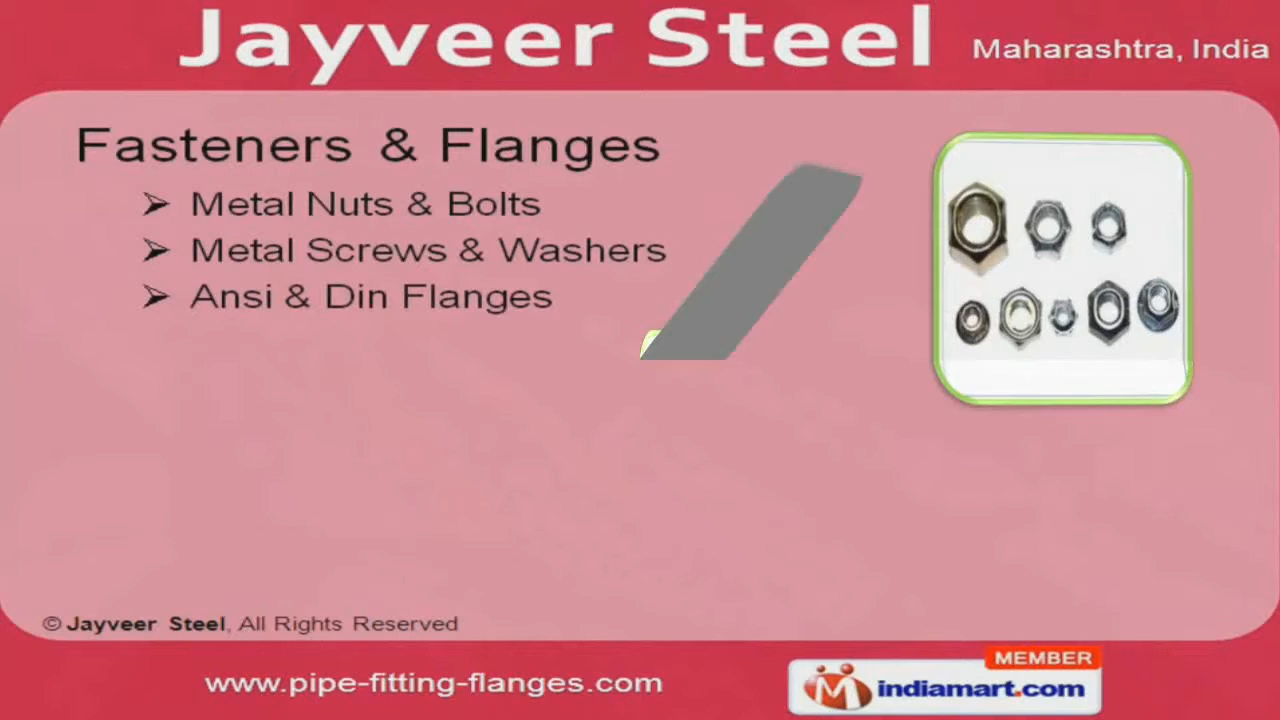 Jayveer Steel
Maharashtra, India
Fasteners & Flanges
➢ Metal Nuts & Bolts
➢ Metal Screws & Washers
➢ Ansi & Din Flanges
© Jayveer Steel, All Rights Reserved
www.pipe-fitting-flanges.com
MEMBER
indiamart.com